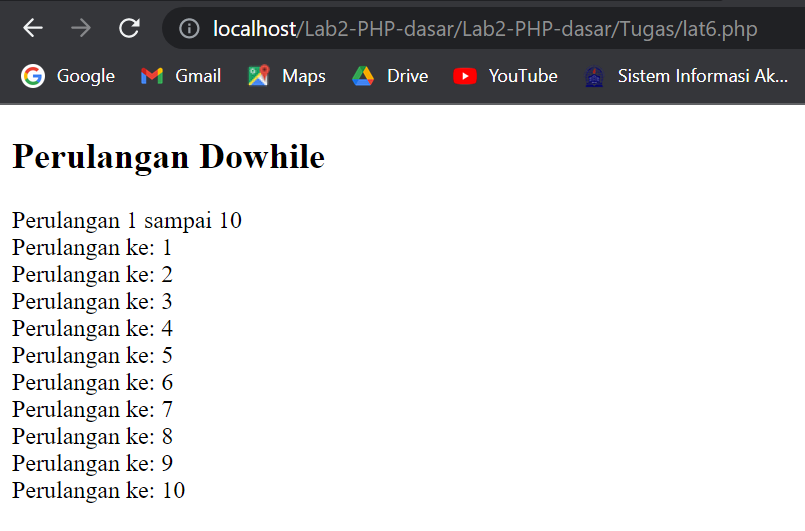 localhost/Lab2-PHP-dasar/Lab2-PHP-dasar/Tugas/lat6.php
Google Gmail Maps Drive YouTube Sistem Informasi Ak...
Perulangan Dowhile
Perulangan 1 sampai 10
Perulangan ke: 1
Perulangan ke: 2
Perulangan ke: 3
Perulangan ke: 4
Perulangan ke: 5
Perulangan ke: 6
Perulangan ke: 7
Perulangan ke: 8
Perulangan ke: 9
Perulangan ke: 10